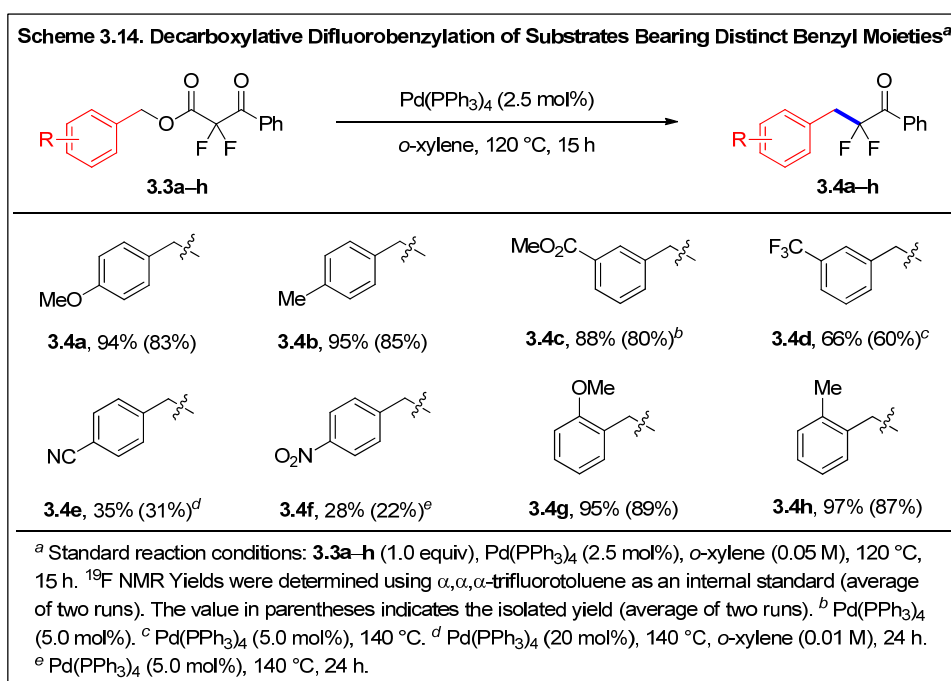 Scheme 3.14. Decarboxylative Difluorobenzylation of Substrates Bearing Distinct Benzyl Moieties^a
R O O O Ph F F
Pd(PPh3)4 (2.5 mol%)
o-xylene, 120 °C, 15 h
R O Ph F F
3.3a–h
3.4a–h
MeO
3.4a, 94% (83%)
Me
3.4b, 95% (85%)
MeO2C
3.4c, 88% (80%)^b
F3C
3.4d, 66% (60%)^c
NC
3.4e, 35% (31%)^d
O2N
3.4f, 28% (22%)^e
OMe
3.4g, 95% (89%)
Me
3.4h, 97% (87%)
^a Standard reaction conditions: 3.3a–h (1.0 equiv), Pd(PPh3)4 (2.5 mol%), o-xylene (0.05 M), 120 °C,
15 h. ^19F NMR Yields were determined using α,α,α-trifluorotoluene as an internal standard (average
of two runs). The value in parentheses indicates the isolated yield (average of two runs). ^b Pd(PPh3)4
(5.0 mol%). ^c Pd(PPh3)4 (5.0 mol%), 140 °C. ^d Pd(PPh3)4 (20 mol%), 140 °C, o-xylene (0.01 M), 24 h.
^e Pd(PPh3)4 (5.0 mol%), 140 °C, 24 h.